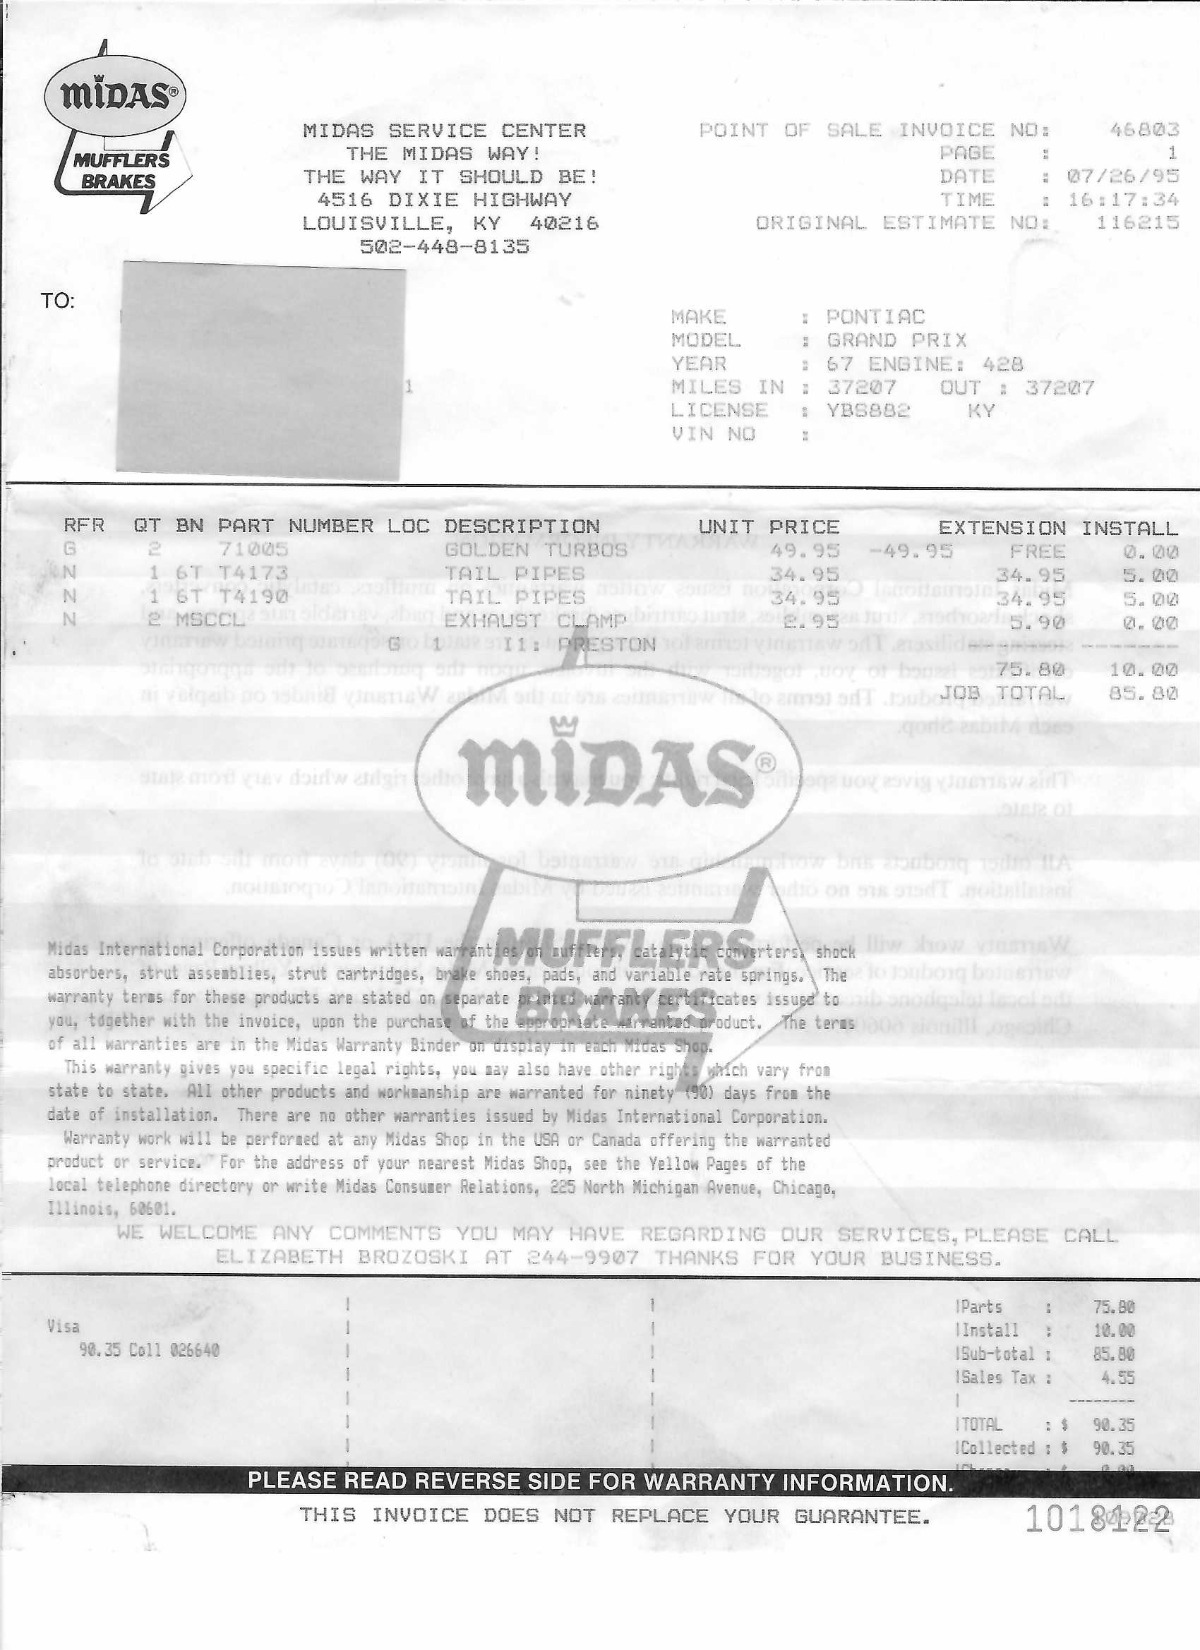 MIDAS®
MUFFLERS
BRAKES
MIDAS SERVICE CENTER
THE MIDAS WAY!
THE WAY IT SHOULD BE!
4516 DIXIE HIGHWAY
LOUISVILLE, KY 40216
502-448-8135
POINT OF SALE INVOICE NO: 46803
PAGE : 1
DATE : 07/26/95
TIME : 16:17:34
ORIGINAL ESTIMATE NO: 116215
TO:
1
MAKE : PONTIAC
MODEL : GRAND PRIX
YEAR : 67 ENGINE: 428
MILES IN : 37207 OUT : 37207
LICENSE : YBS882 KY
VIN NO :
RFR QT BN PART NUMBER LOC DESCRIPTION UNIT PRICE EXTENSION INSTALL
G 2 71005 GOLDEN TURBOS 49.95 -49.95 FREE 0.00
N 1 6T T4173 TAIL PIPES 34.95 34.95 5.00
N 1 6T T4190 TAIL PIPES 34.95 34.95 5.00
N 2 MSCCL EXHAUST CLAMP 2.95 5.90 0.00
G 1 I1: PRESTON
75.80 10.00
JOB TOTAL 85.80
MIDAS®
MUFFLERS
BRAKES
Midas International Corporation issues written warranties on mufflers, catalytic converters, shock
absorbers, strut assemblies, strut cartridges, brake shoes, pads, and variable rate springs. The
warranty terms for these products are stated on separate printed warranty certificates issued to
you, together with the invoice, upon the purchase of the appropriate warranted product. The terms
of all warranties are in the Midas Warranty Binder on display in each Midas Shop.
This warranty gives you specific legal rights, you may also have other rights which vary from
state to state. All other products and workmanship are warranted for ninety (90) days from the
date of installation. There are no other warranties issued by Midas International Corporation.
Warranty work will be performed at any Midas Shop in the USA or Canada offering the warranted
product or service. For the address of your nearest Midas Shop, see the Yellow Pages of the
local telephone directory or write Midas Consumer Relations, 225 North Michigan Avenue, Chicago,
Illinois, 60601.
WE WELCOME ANY COMMENTS YOU MAY HAVE REGARDING OUR SERVICES,PLEASE CALL
ELIZABETH BROZOSKI AT 244-9907 THANKS FOR YOUR BUSINESS.
Visa
90.35 Coll 026640
Parts : 75.80
Install : 10.00
Sub-total : 85.80
Sales Tax : 4.55
TOTAL : $ 90.35
Collected : $ 90.35
PLEASE READ REVERSE SIDE FOR WARRANTY INFORMATION.
THIS INVOICE DOES NOT REPLACE YOUR GUARANTEE.
1018122